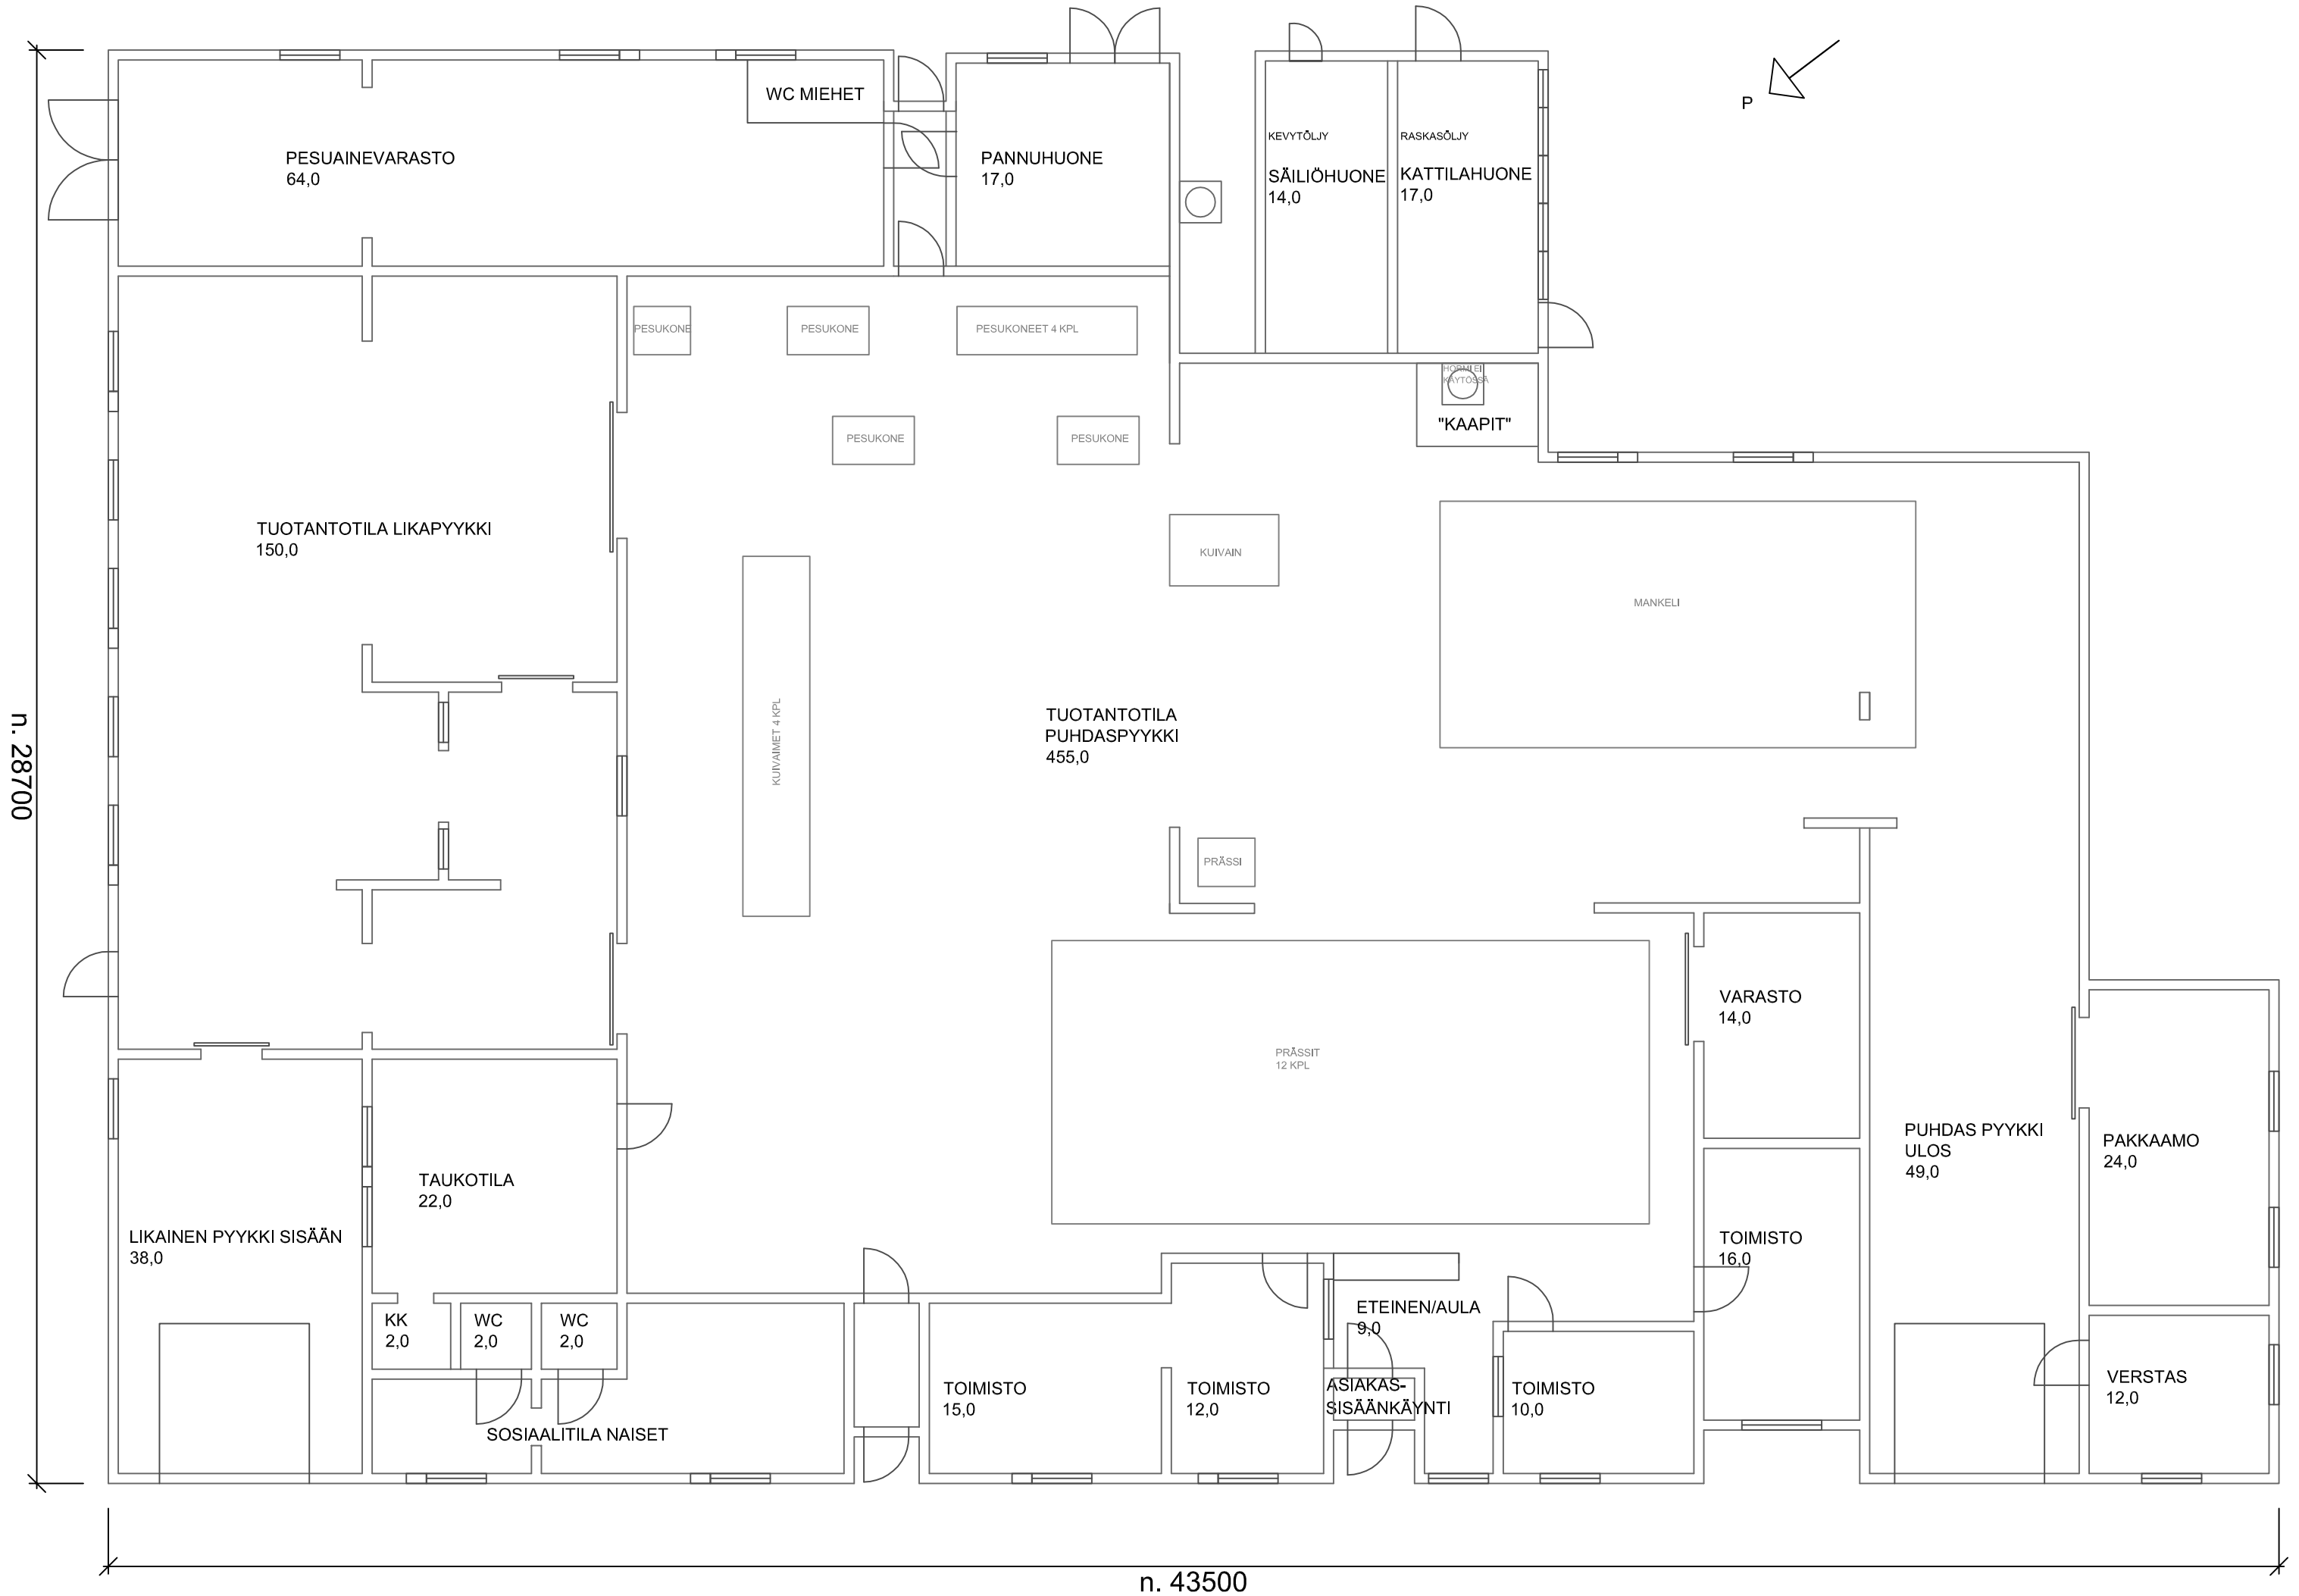 P
WC MIEHET
PESUAINEVARASTO
64,0
PANNUHUONE
17,0
KEVYTÖLJY
SÄILIÖHUONE
14,0
RASKASÖLJY
KATTILAHUONE
17,0
PESUKONE
PESUKONE
PESUKONEET 4 KPL
HORMI EI
KÄYTÖSSÄ
"KAAPIT"
PESUKONE
PESUKONE
TUOTANTOTILA LIKAPYYKKI
150,0
KUIVAIN
MANKELI
KUIVAIMET 4 KPL
TUOTANTOTILA
PUHDASPYYKKI
455,0
n. 28700
PRÄSSI
VARASTO
14,0
PRÄSSIT
12 KPL
PUHDAS PYYKKI
ULOS
49,0
PAKKAAMO
24,0
TAUKOTILA
22,0
LIKAINEN PYYKKI SISÄÄN
38,0
TOIMISTO
16,0
KK
2,0
WC
2,0
WC
2,0
ETEINEN/AULA
9,0
TOIMISTO
15,0
TOIMISTO
12,0
ASIAKAS-
SISÄÄNKÄYNTI
TOIMISTO
10,0
VERSTAS
12,0
SOSIAALITILA NAISET
n. 43500